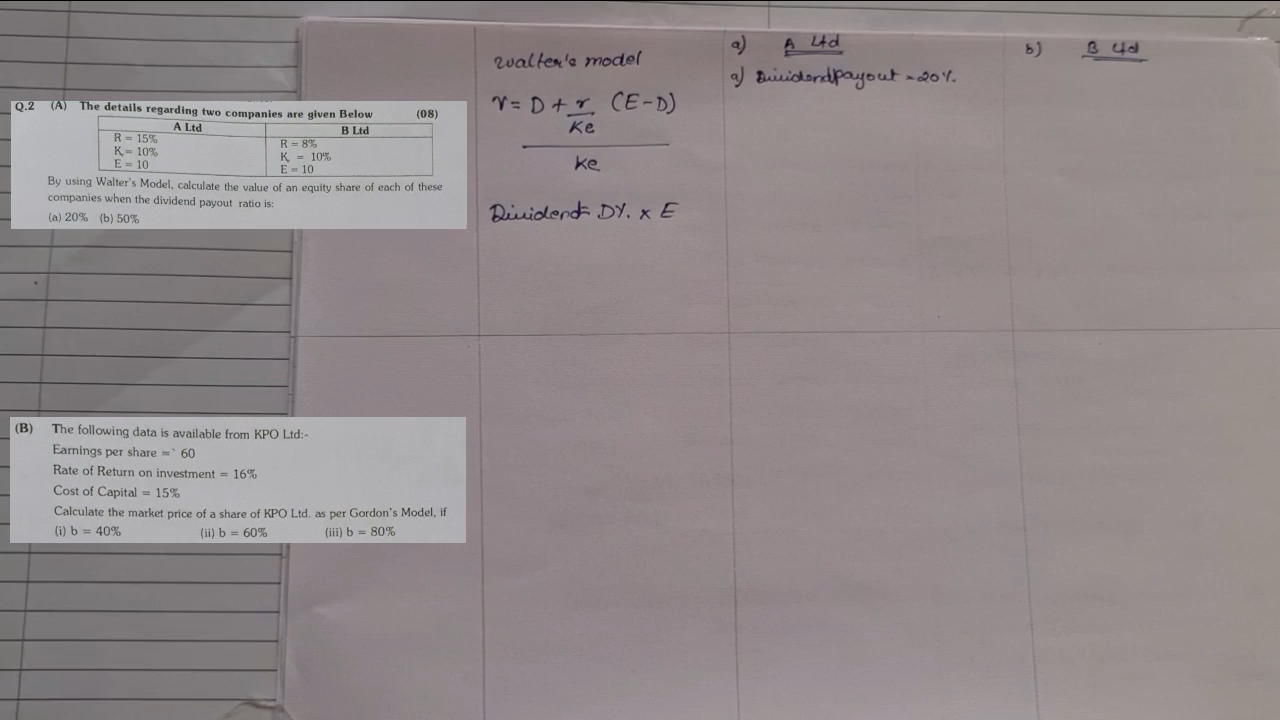 Q.2 (A) The details regarding two companies are given Below (08)
A Ltd B Ltd
R = 15% R = 8%
K = 10% K = 10%
E = 10 E = 10
By using Walter's Model, calculate the value of an equity share of each of these
companies when the dividend payout ratio is:
(a) 20% (b) 50%
(B) The following data is available from KPO Ltd:-
Earnings per share = ` 60
Rate of Return on investment = 16%
Cost of Capital = 15%
Calculate the market price of a share of KPO Ltd. as per Gordon's Model, if
(i) b = 40% (ii) b = 60% (iii) b = 80%
Walter's model
V = D + r (E-D)
Ke
Ke
Dividend = D% x E
a) A Ltd
a) Dividend payout = 20%.
b) B Ltd